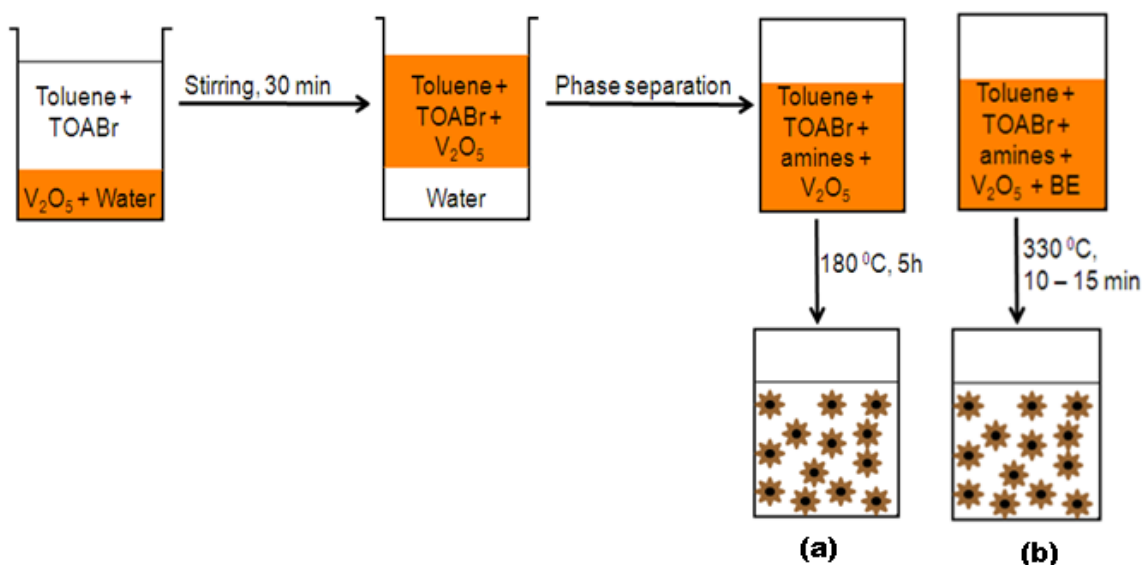 Toluene +
TOABr
V₂O₅ + Water
Stirring, 30 min
Toluene +
TOABr +
V₂O₅
Water
Phase separation
Toluene +
TOABr +
amines +
V₂O₅
Toluene +
TOABr +
amines +
V₂O₅ + BE
180 ⁰C, 5h
330 ⁰C,
10 – 15 min
(a)
(b)